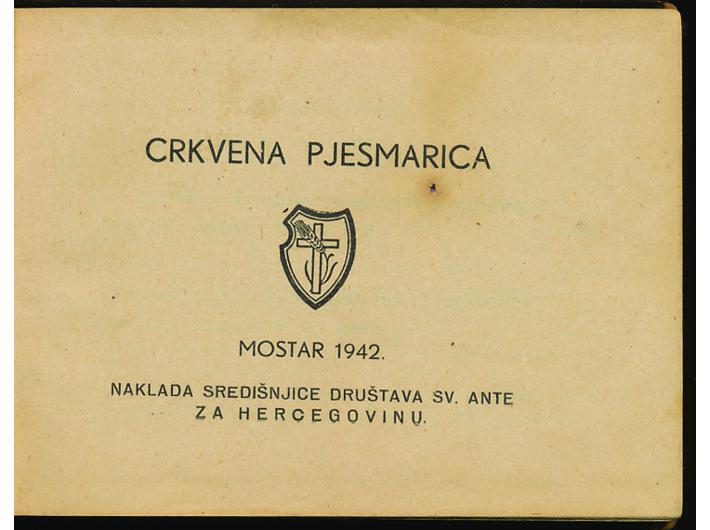 CRKVENA PJESMARICA
MOSTAR 1942.
NAKLADA SREDIŠNJICE DRUŠTAVA SV. ANTE
ZA HERCEGOVINU.